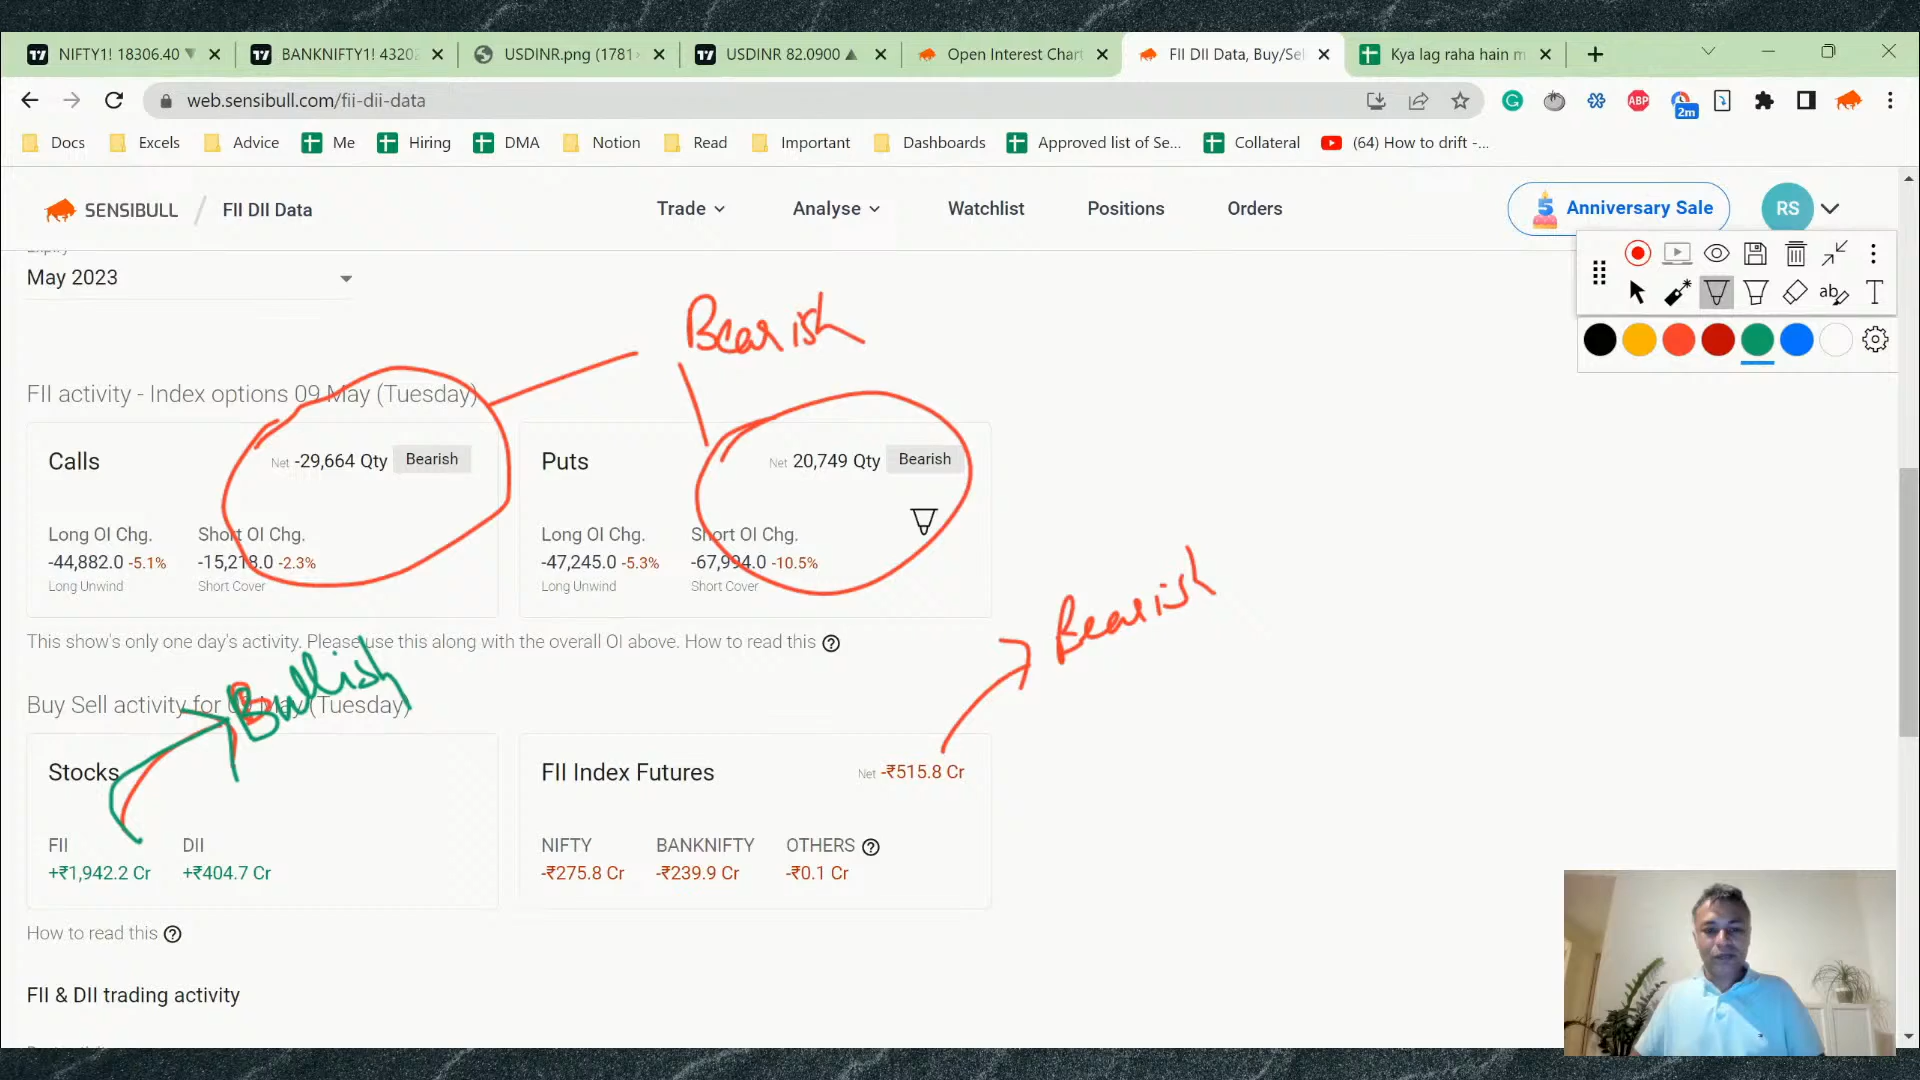 NIFTY1! 18306.40 ▼
BANKNIFTY1! 4320
USDINR.png (1781
USDINR 82.0900 ▲
Open Interest Chart
FII DII Data, Buy/Sel
Kya lag raha hain m
web.sensibull.com/fii-dii-data
ABP
2m
Docs
Excels
Advice
Me
Hiring
DMA
Notion
Read
Important
Dashboards
Approved list of Se...
Collateral
(64) How to drift -...
SENSIBULL / FII DII Data
Trade
Analyse
Watchlist
Positions
Orders
5 Anniversary Sale
RS
Expiry
May 2023
Bearish
FII activity - Index options 09 May (Tuesday)
Calls
Net -29,664 Qty Bearish
Long OI Chg.
-44,882.0 -5.1%
Long Unwind
Short OI Chg.
-15,218.0 -2.3%
Short Cover
Puts
Net 20,749 Qty Bearish
Long OI Chg.
-47,245.0 -5.3%
Long Unwind
Short OI Chg.
-67,994.0 -10.5%
Short Cover
Bearish
This show's only one day's activity. Please use this along with the overall OI above. How to read this ?
Bullish
Buy Sell activity for 09 May (Tuesday)
Stocks
FII
+₹1,942.2 Cr
DII
+₹404.7 Cr
FII Index Futures
Net -₹515.8 Cr
NIFTY
-₹275.8 Cr
BANKNIFTY
-₹239.9 Cr
OTHERS ?
-₹0.1 Cr
How to read this ?
FII & DII trading activity